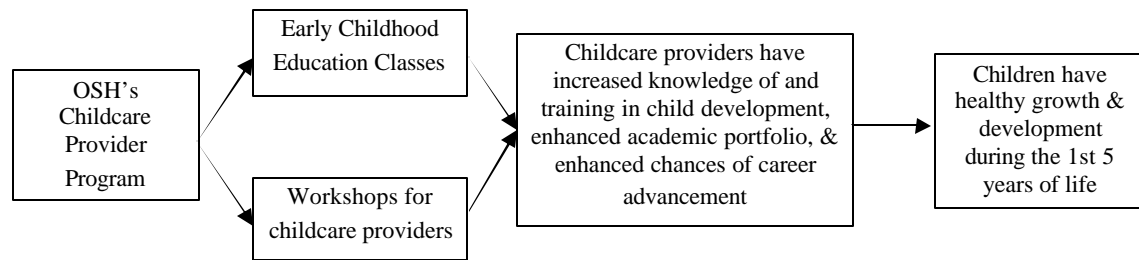 OSH's
Childcare
Provider
Program
Early Childhood
Education Classes
Workshops for
childcare providers
Childcare providers have
increased knowledge of and
training in child development,
enhanced academic portfolio, &
enhanced chances of career
advancement
Children have
healthy growth &
development
during the 1st 5
years of life